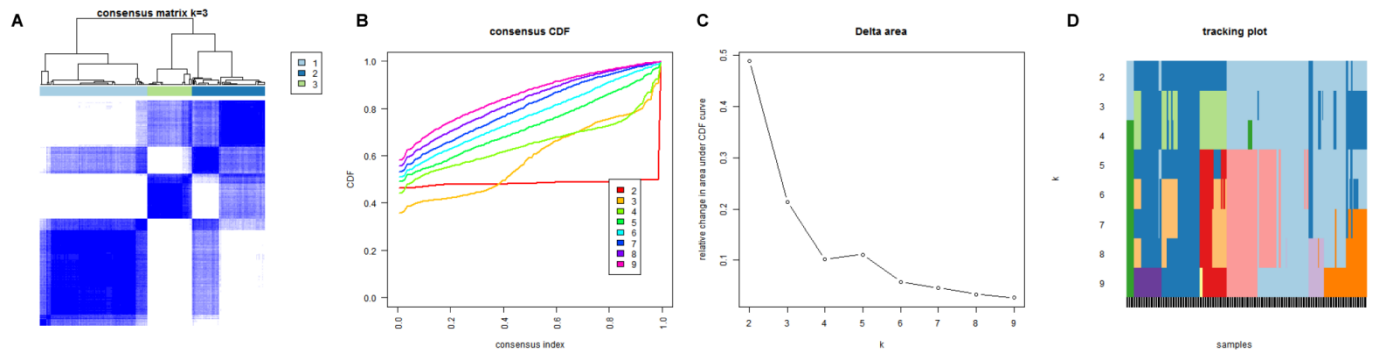 A
consensus matrix k=3
1
2
3
B
consensus CDF
CDF
1.0
0.8
0.6
0.4
0.2
0.0
2
3
4
5
6
7
8
9
0.0
0.2
0.4
0.6
0.8
1.0
consensus index
C
Delta area
relative change in area under CDF curve
0.5
0.4
0.3
0.2
0.1
2 3 4 5 6 7 8 9
k
D
tracking plot
k
2
3
4
5
6
7
8
9
samples